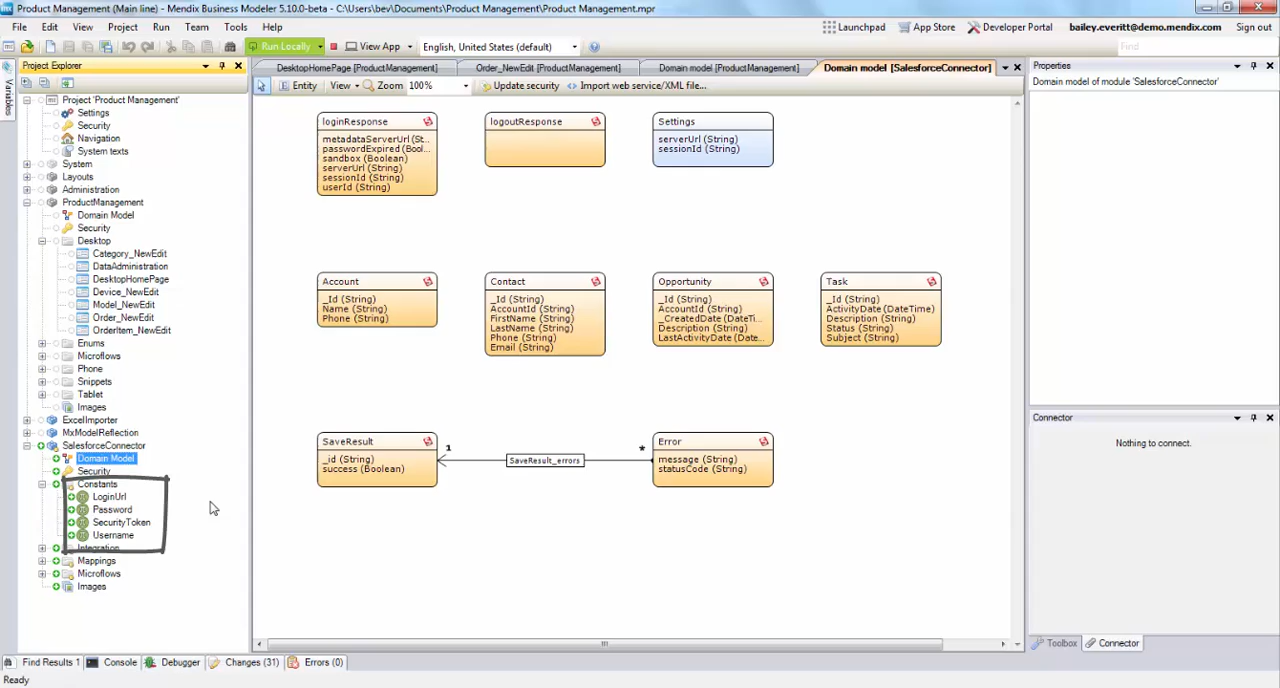 Product Management (Main line) - Mendix Business Modeler 5.10.0-beta - C:\Users\bev\Documents\Product Management\Product Management.mpr
File Edit View Project Run Team Tools Help
Launchpad App Store Developer Portal bailey.everitt@demo.mendix.com Sign out
Run Locally View App English, United States (default)
Find
Variables
Project Explorer
Project 'Product Management'
Settings
Security
Navigation
System texts
System
Layouts
Administration
ProductManagement
Domain Model
Security
Desktop
Category_NewEdit
DataAdministration
DesktopHomePage
Device_NewEdit
Model_NewEdit
Order_NewEdit
OrderItem_NewEdit
Enums
Microflows
Phone
Snippets
Tablet
Images
ExcelImporter
MxModelReflection
SalesforceConnector
Domain Model
Security
Constants
LoginUrl
Password
SecurityToken
Username
Integration
Mappings
Microflows
Images
DesktopHomePage [ProductManagement] Order_NewEdit [ProductManagement] Domain model [ProductManagement] Domain model [SalesforceConnector]
Entity View Zoom 100% Update security Import web service/XML file...
loginResponse
metadataServerUrl (St...
passwordExpired (Bool...
sandbox (Boolean)
serverUrl (String)
sessionId (String)
userId (String)
logoutResponse
Settings
serverUrl (String)
sessionId (String)
Account
_Id (String)
Name (String)
Phone (String)
Contact
_Id (String)
AccountId (String)
FirstName (String)
LastName (String)
Phone (String)
Email (String)
Opportunity
_Id (String)
AccountId (String)
_CreatedDate (DateTi...
Description (String)
LastActivityDate (Date...
Task
_Id (String)
ActivityDate (DateTime)
Description (String)
Status (String)
Subject (String)
SaveResult
_id (String)
success (Boolean)
1
SaveResult_errors
*
Error
message (String)
statusCode (String)
Properties
Domain model of module 'SalesforceConnector'
Connector
Nothing to connect.
Toolbox Connector
Find Results 1 Console Debugger Changes (31) Errors (0)
Ready